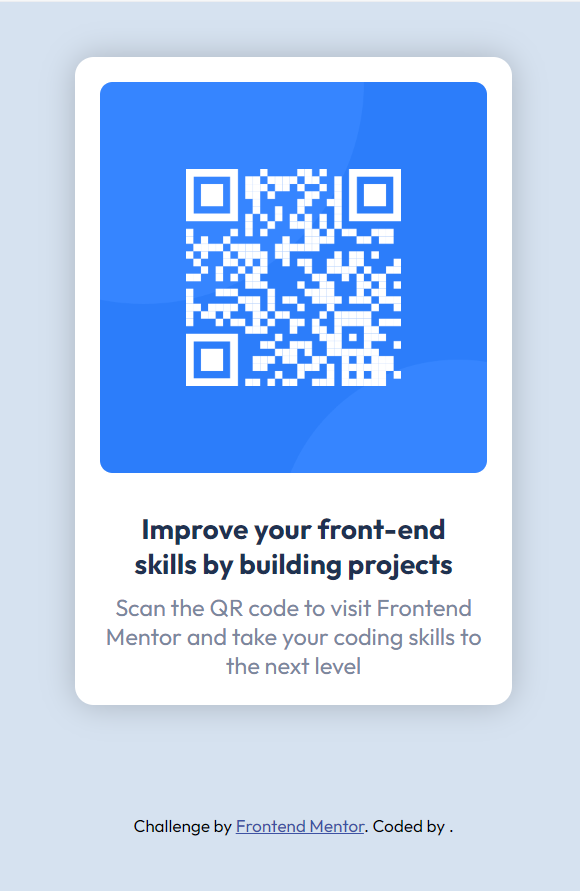 Improve your front-end
skills by building projects
Scan the QR code to visit Frontend
Mentor and take your coding skills to
the next level
Challenge by Frontend Mentor. Coded by .